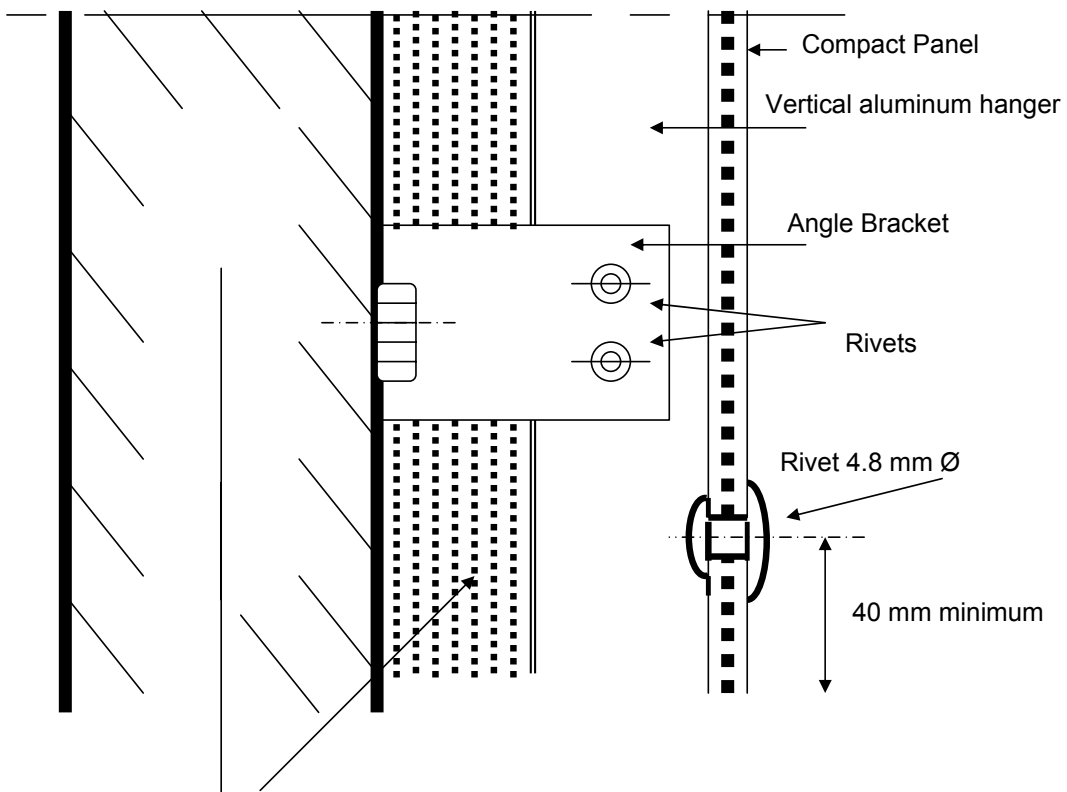 Compact Panel
Vertical aluminum hanger
Angle Bracket
Rivets
Rivet 4.8 mm Ø
40 mm minimum